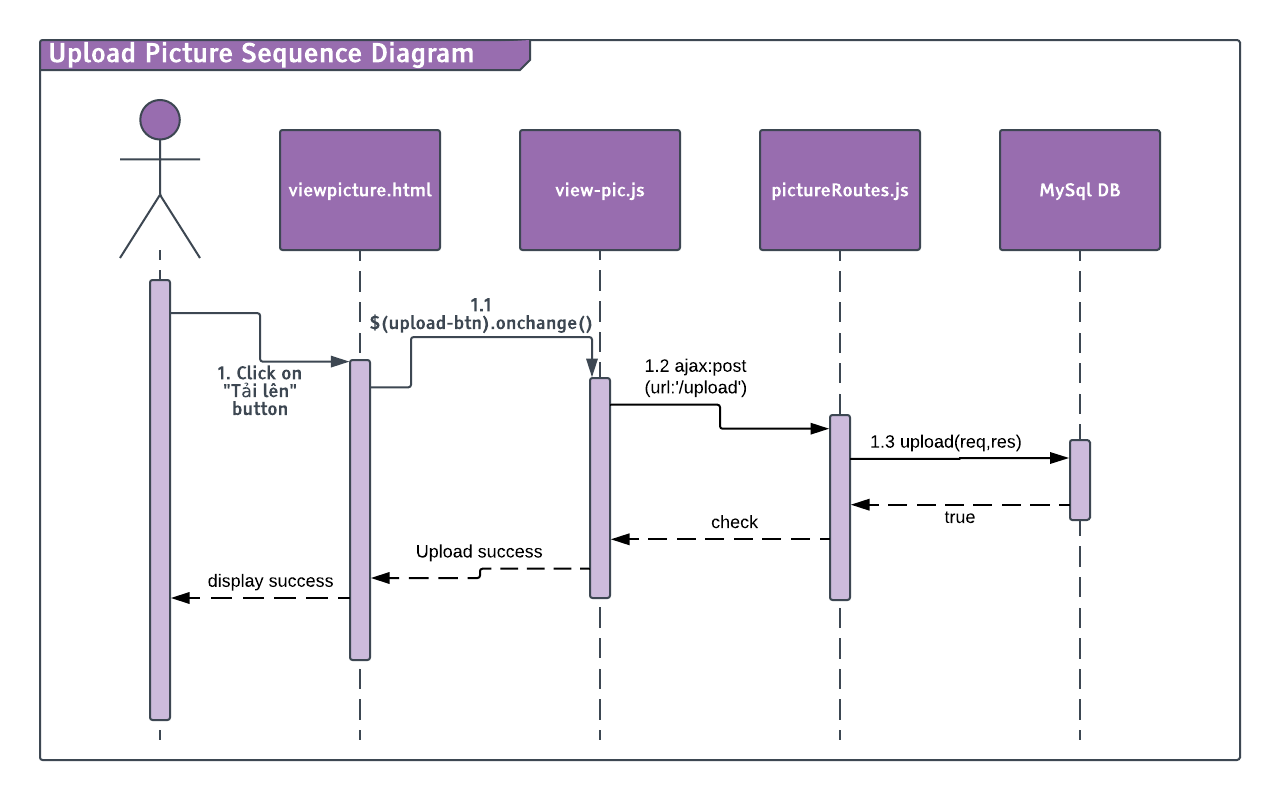 Upload Picture Sequence Diagram
viewpicture.html
view-pic.js
pictureRoutes.js
MySql DB
1.1
$(upload-btn).onchange()
1. Click on
"Tải lên"
button
1.2 ajax:post
(url:'/upload')
1.3 upload(req,res)
true
check
Upload success
display success